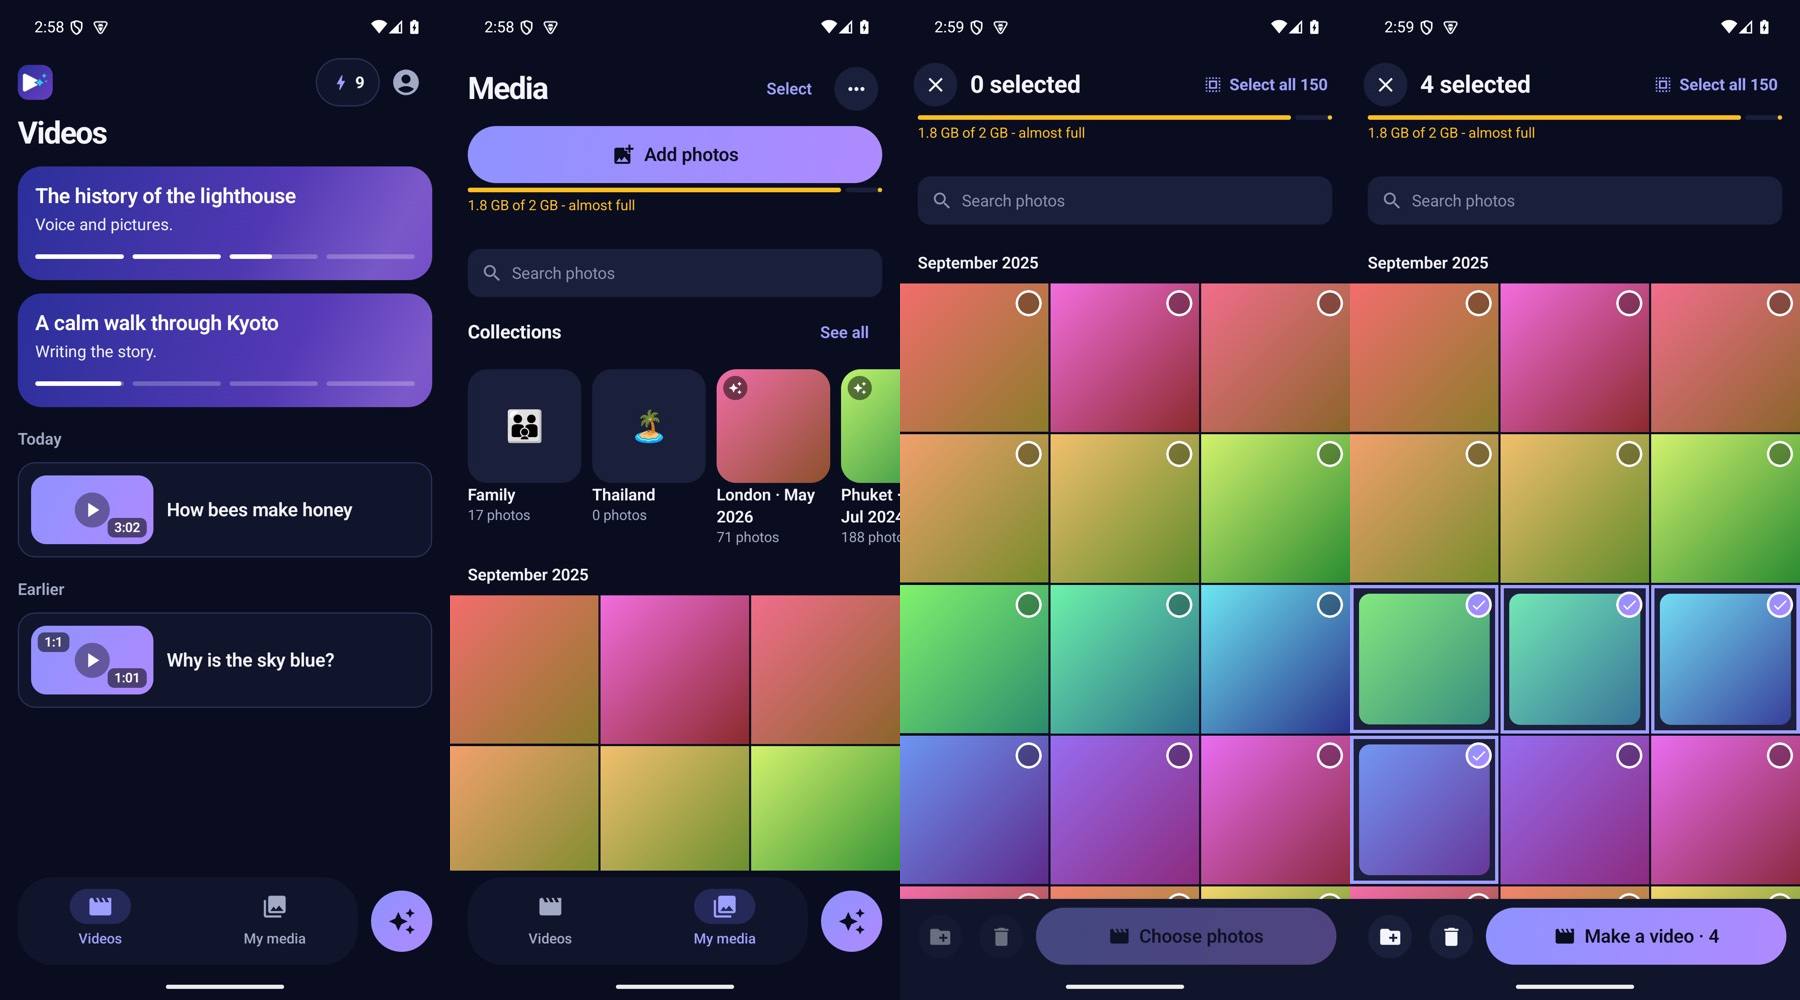 2:58
9
Videos
The history of the lighthouse
Voice and pictures.
A calm walk through Kyoto
Writing the story.
Today
3:02
How bees make honey
Earlier
1:1
1:01
Why is the sky blue?
Videos
My media
2:58
Media
Select
Add photos
1.8 GB of 2 GB - almost full
Search photos
Collections
See all
Family
17 photos
Thailand
0 photos
London · May
2026
71 photos
Phuket ·
Jul 2024
188 photos
September 2025
Videos
My media
2:59
0 selected
Select all 150
1.8 GB of 2 GB - almost full
Search photos
September 2025
Choose photos
2:59
4 selected
Select all 150
1.8 GB of 2 GB - almost full
Search photos
September 2025
Make a video · 4